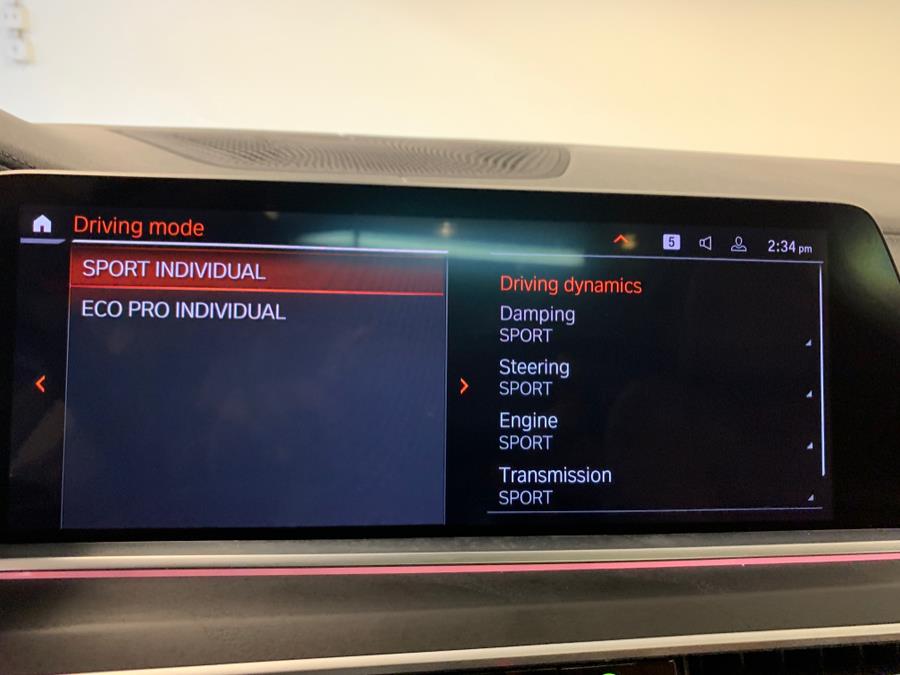 Driving mode
5
2:34 pm
SPORT INDIVIDUAL
ECO PRO INDIVIDUAL
Driving dynamics
Damping
SPORT
Steering
SPORT
Engine
SPORT
Transmission
SPORT